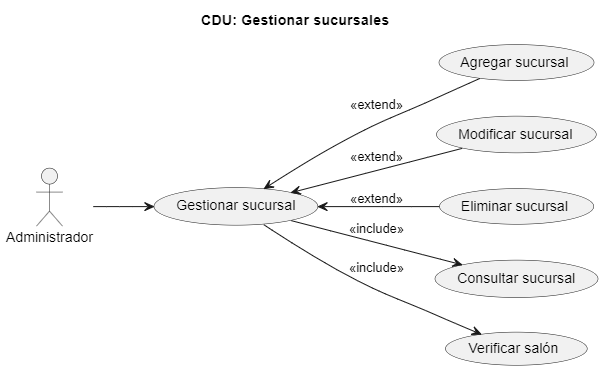 CDU: Gestionar sucursales
Agregar sucursal
«extend»
Modificar sucursal
«extend»
Administrador
Gestionar sucursal
«extend»
Eliminar sucursal
«include»
Consultar sucursal
«include»
Verificar salón